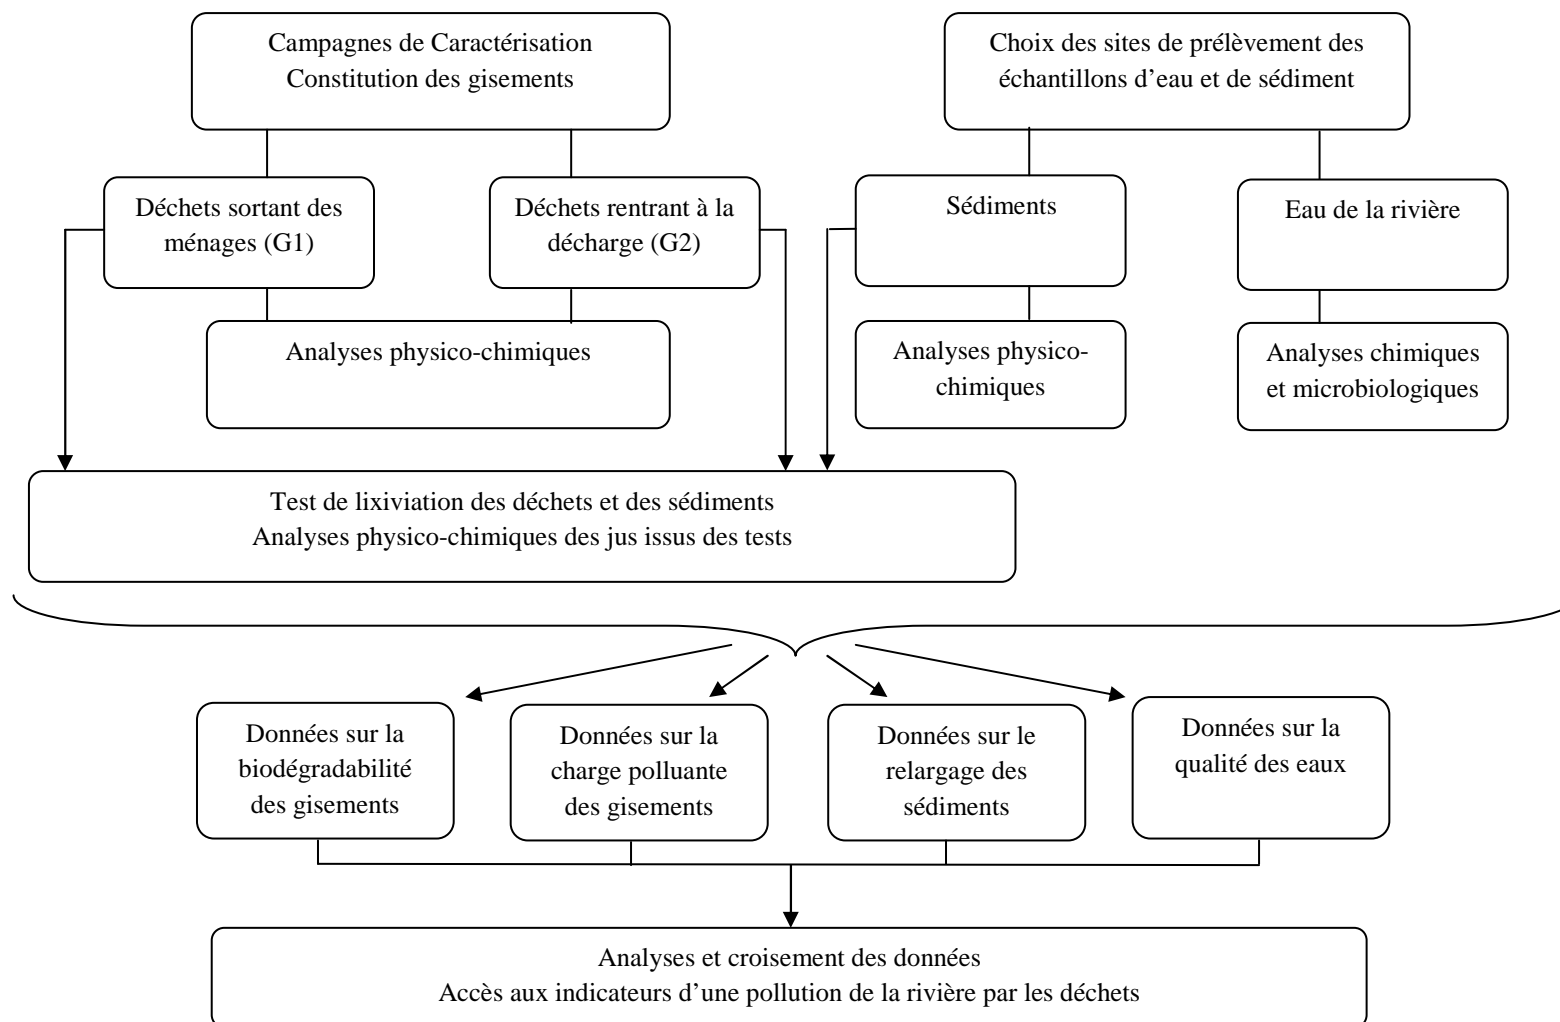 Campagnes de Caractérisation
Constitution des gisements
Choix des sites de prélèvement des
échantillons d’eau et de sédiment
Déchets sortant des
ménages (G1)
Déchets rentrant à la
décharge (G2)
Sédiments
Eau de la rivière
Analyses physico-chimiques
Analyses physico-
chimiques
Analyses chimiques
et microbiologiques
Test de lixiviation des déchets et des sédiments
Analyses physico-chimiques des jus issus des tests
Données sur la
biodégradabilité
des gisements
Données sur la
charge polluante
des gisements
Données sur le
relargage des
sédiments
Données sur la
qualité des eaux
Analyses et croisement des données
Accès aux indicateurs d’une pollution de la rivière par les déchets